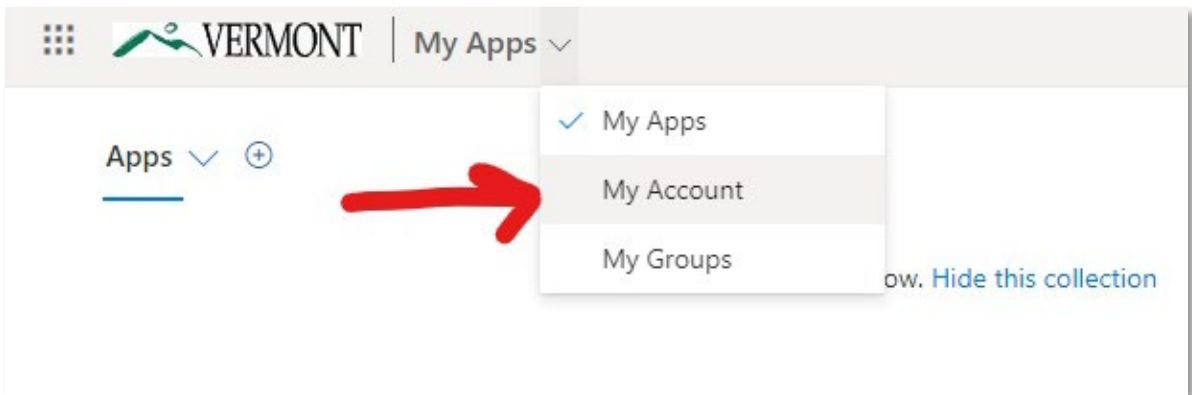 VERMONT My Apps
My Apps
Apps
My Account
My Groups
ow. Hide this collection